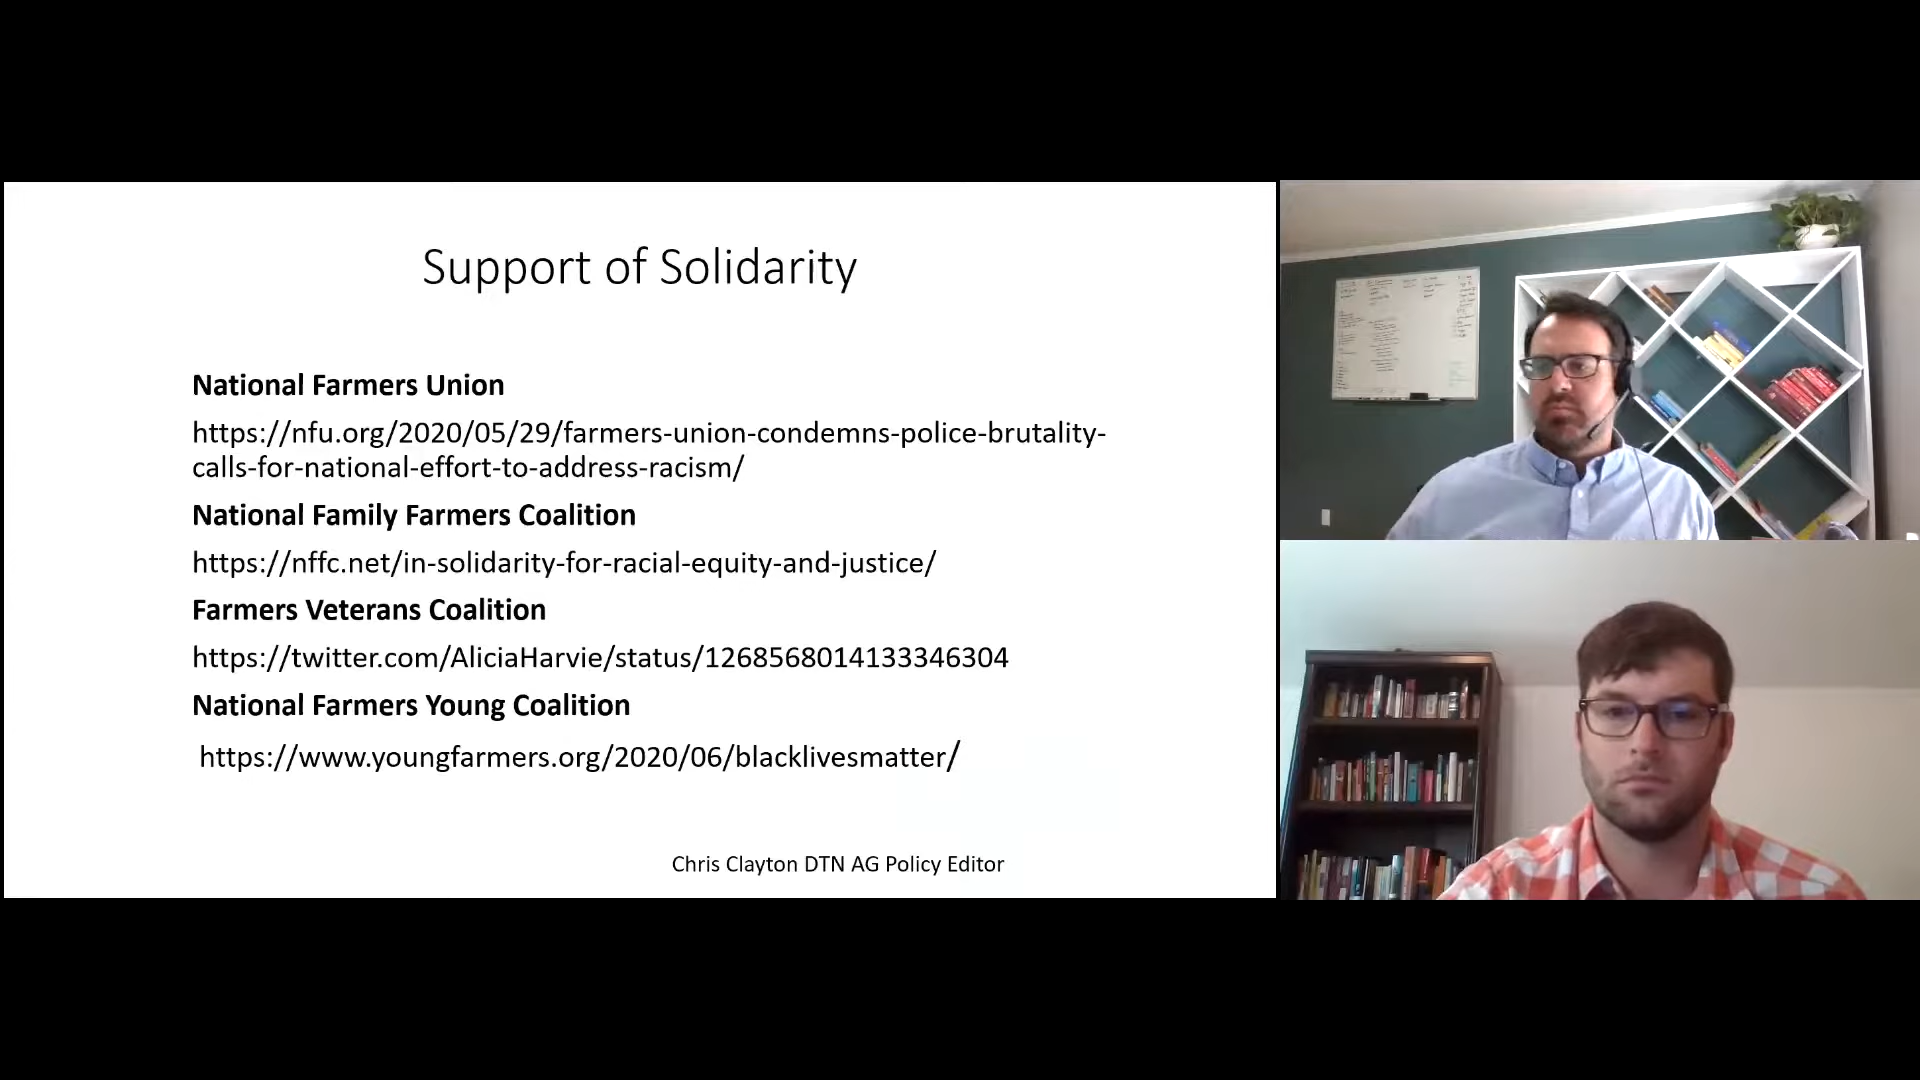 Support of Solidarity
National Farmers Union
https://nfu.org/2020/05/29/farmers-union-condemns-police-brutality-
calls-for-national-effort-to-address-racism/
National Family Farmers Coalition
https://nffc.net/in-solidarity-for-racial-equity-and-justice/
Farmers Veterans Coalition
https://twitter.com/AliciaHarvie/status/1268568014133346304
National Farmers Young Coalition
https://www.youngfarmers.org/2020/06/blacklivesmatter/
Chris Clayton DTN AG Policy Editor